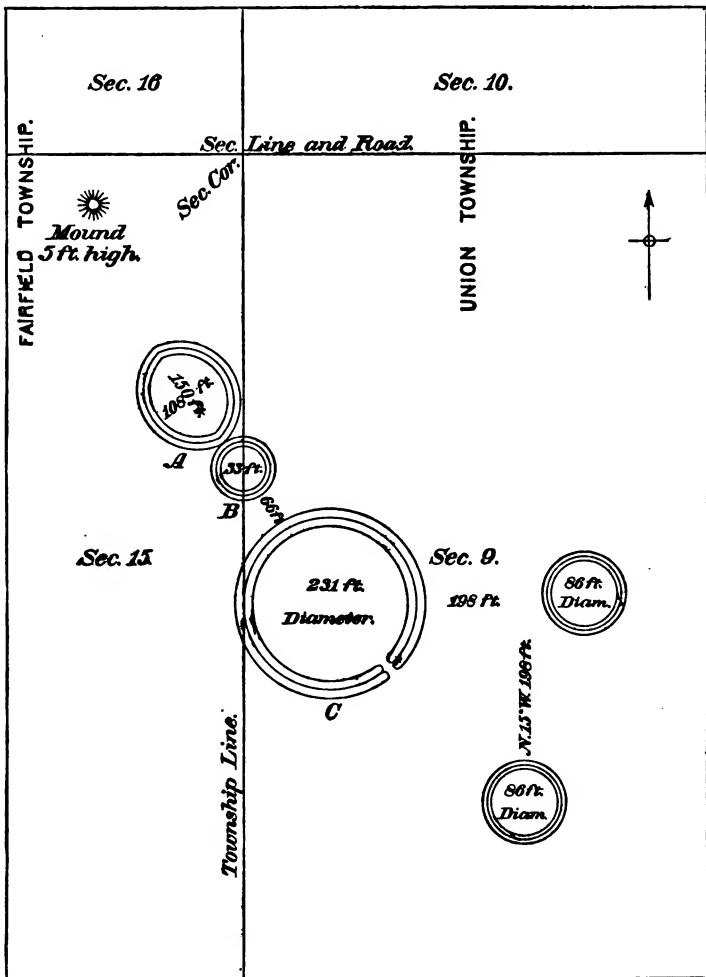 Sec. 16
Sec. 10.
FAIRFIELD TOWNSHIP.
UNION TOWNSHIP.
Sec. Line and Road.
Sec. Cor.
Mound
5 ft. high.
150 ft
108 ft
A
33 ft.
B
66 ft
Sec. 15
Sec. 9.
231 ft.
Diameter.
198 ft.
86 ft.
Diam.
C
N. 15° W. 198 ft.
Township Line.
86 ft.
Diam.